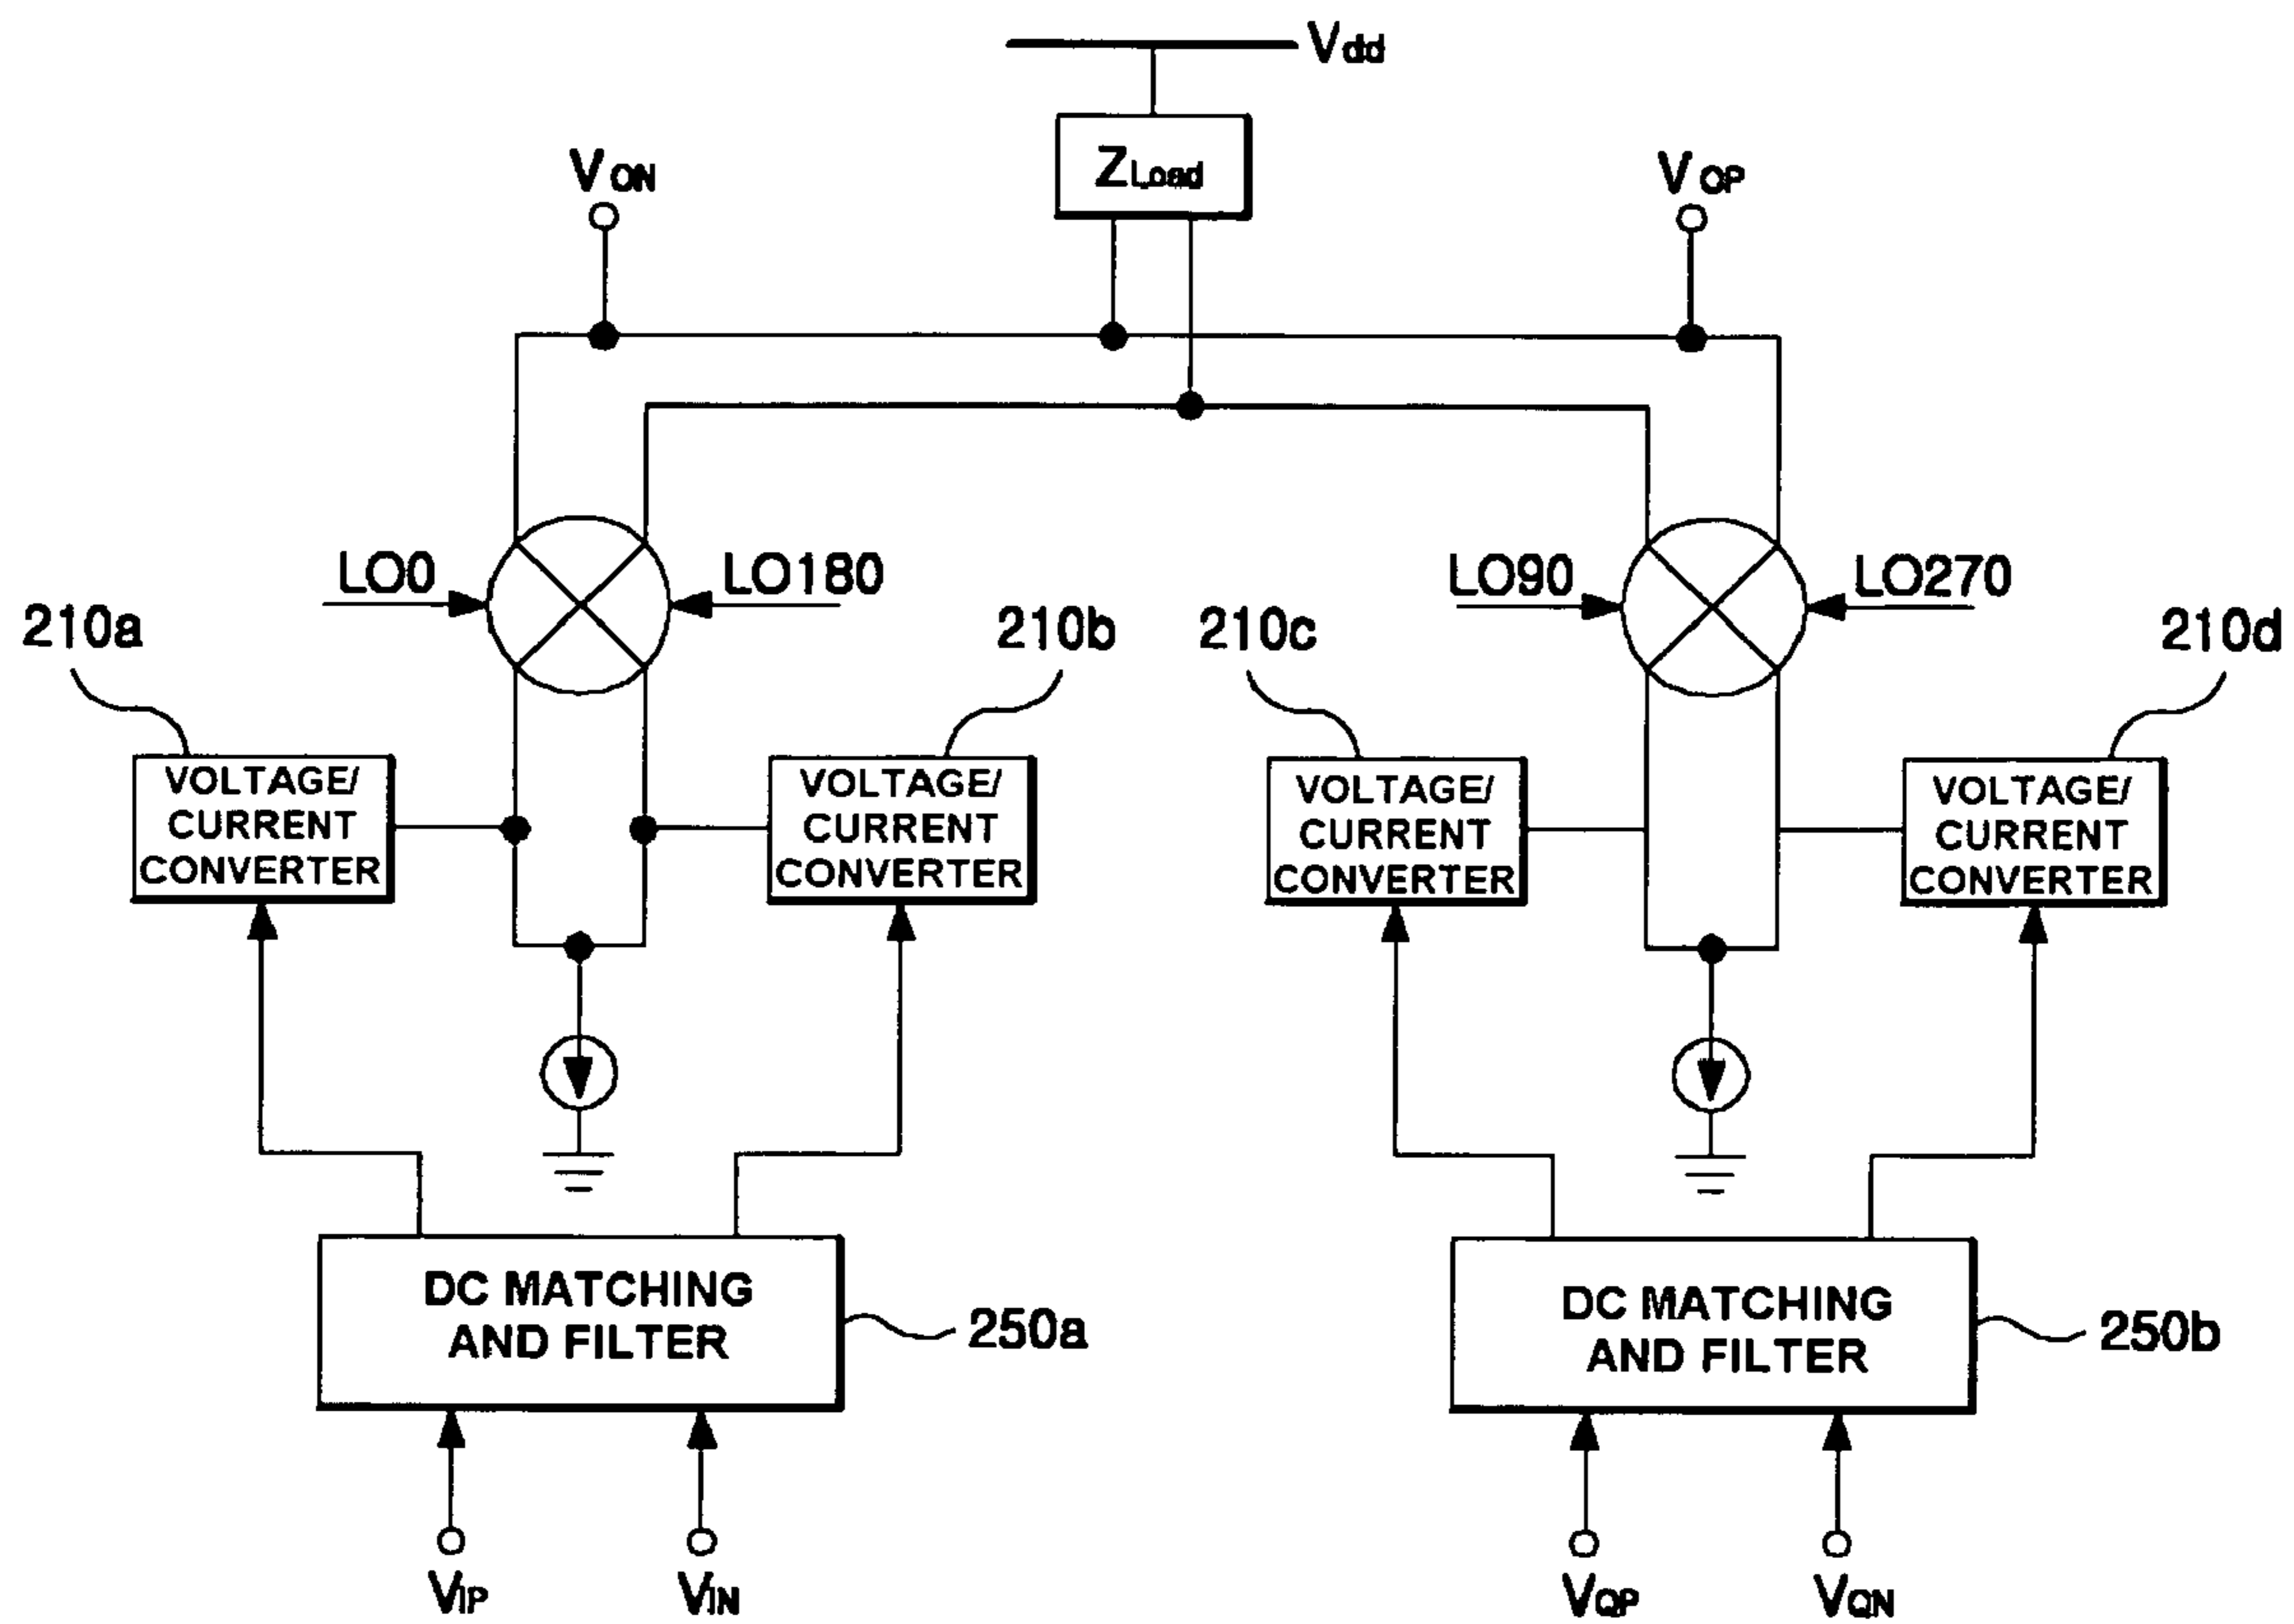 Vdd
ZLoad
VON
VOP
LO0
LO180
LO90
LO270
210a
210b
210c
210d
VOLTAGE/
CURRENT
CONVERTER
VOLTAGE/
CURRENT
CONVERTER
VOLTAGE/
CURRENT
CONVERTER
VOLTAGE/
CURRENT
CONVERTER
DC MATCHING
AND FILTER
250a
DC MATCHING
AND FILTER
250b
VIP
VIN
VQP
VQN